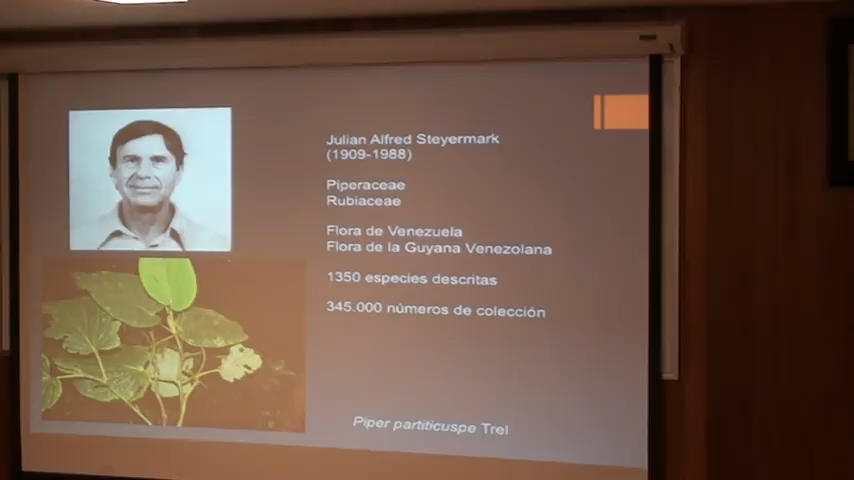 Julian Alfred Steyermark
(1909-1988)
Piperaceae
Rubiaceae
Flora de Venezuela
Flora de la Guyana Venezolana
1350 especies descritas
345.000 números de colección
Piper partiticuspe Trel